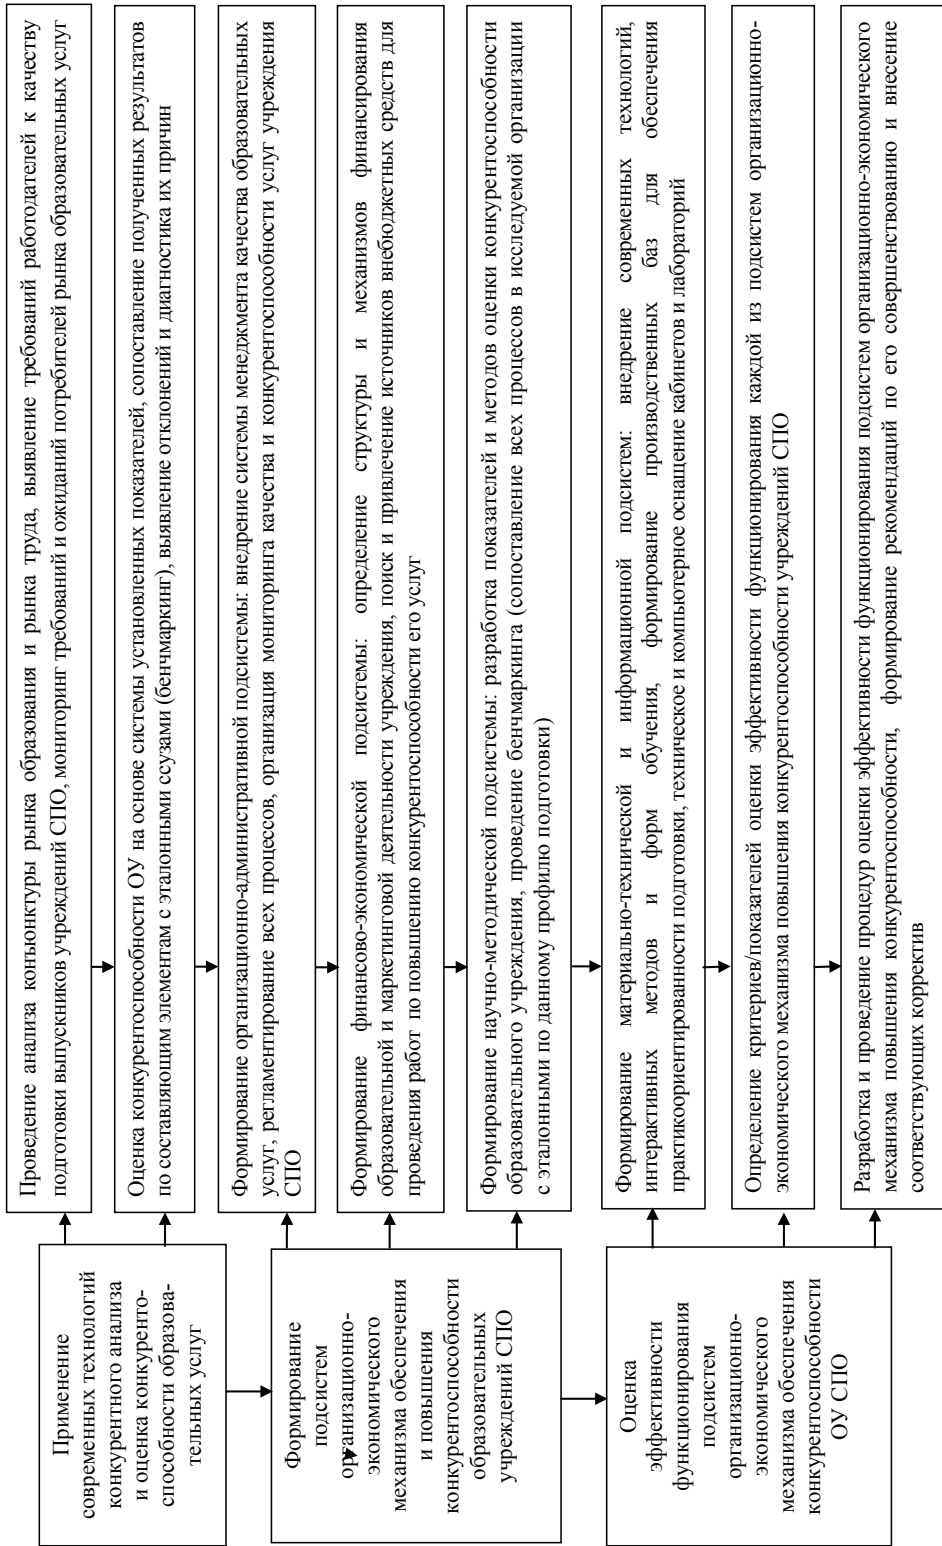 Применение
современных технологий
конкурентного анализа
и оценка конкуренто-
способности образова-
тельных услуг
Проведение анализа конъюнктуры рынка образования и рынка труда, выявление требований работодателей к качеству
подготовки выпускников учреждений СПО, мониторинг требований и ожиданий потребителей рынка образовательных услуг
Оценка конкурентоспособности ОУ на основе системы установленных показателей, сопоставление полученных результатов
по составляющим элементам с эталонными ссузами (бенчмаркинг), выявление отклонений и диагностика их причин
Формирование
подсистем
организационно-
экономического
механизма обеспечения
и повышения
конкурентоспособности
образовательных
учреждений СПО
Формирование организационно-административной подсистемы: внедрение системы менеджмента качества образовательных
услуг, регламентирование всех процессов, организация мониторинга качества и конкурентоспособности услуг учреждения
СПО
Формирование финансово-экономической подсистемы: определение структуры и механизмов финансирования
образовательной и маркетинговой деятельности учреждения, поиск и привлечение источников внебюджетных средств для
проведения работ по повышению конкурентоспособности его услуг
Формирование научно-методической подсистемы: разработка показателей и методов оценки конкурентоспособности
образовательного учреждения, проведение бенчмаркинга (сопоставление всех процессов в исследуемой организации
с эталонными по данному профилю подготовки)
Оценка
эффективности
функционирования
подсистем
организационно-
экономического
механизма обеспечения
конкурентоспособности
ОУ СПО
Формирование материально-технической и информационной подсистем: внедрение современных технологий,
интерактивных методов и форм обучения, формирование производственных баз для обеспечения
практикоориентированности подготовки, техническое и компьютерное оснащение кабинетов и лабораторий
Определение критериев/показателей оценки эффективности функционирования каждой из подсистем организационно-
экономического механизма повышения конкурентоспособности учреждений СПО
Разработка и проведение процедур оценки эффективности функционирования подсистем организационно-экономического
механизма повышения конкурентоспособности, формирование рекомендаций по его совершенствованию и внесение
соответствующих корректив